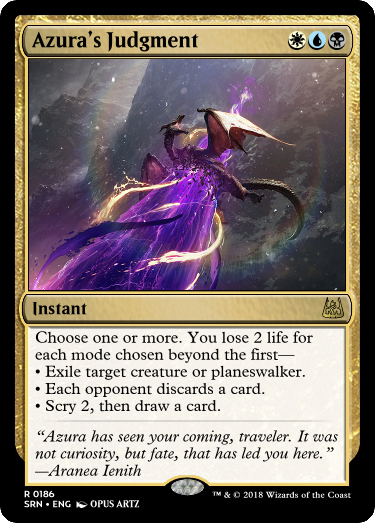 Azura's Judgment
Instant
Choose one or more. You lose 2 life for
each mode chosen beyond the first—
• Exile target creature or planeswalker.
• Each opponent discards a card.
• Scry 2, then draw a card.
“Azura has seen your coming, traveler. It was
not curiosity, but fate, that has led you here.”
—Aranea Ienith
R 0186
SRN • ENG OPUS ARTZ
™ & © 2018 Wizards of the Coast